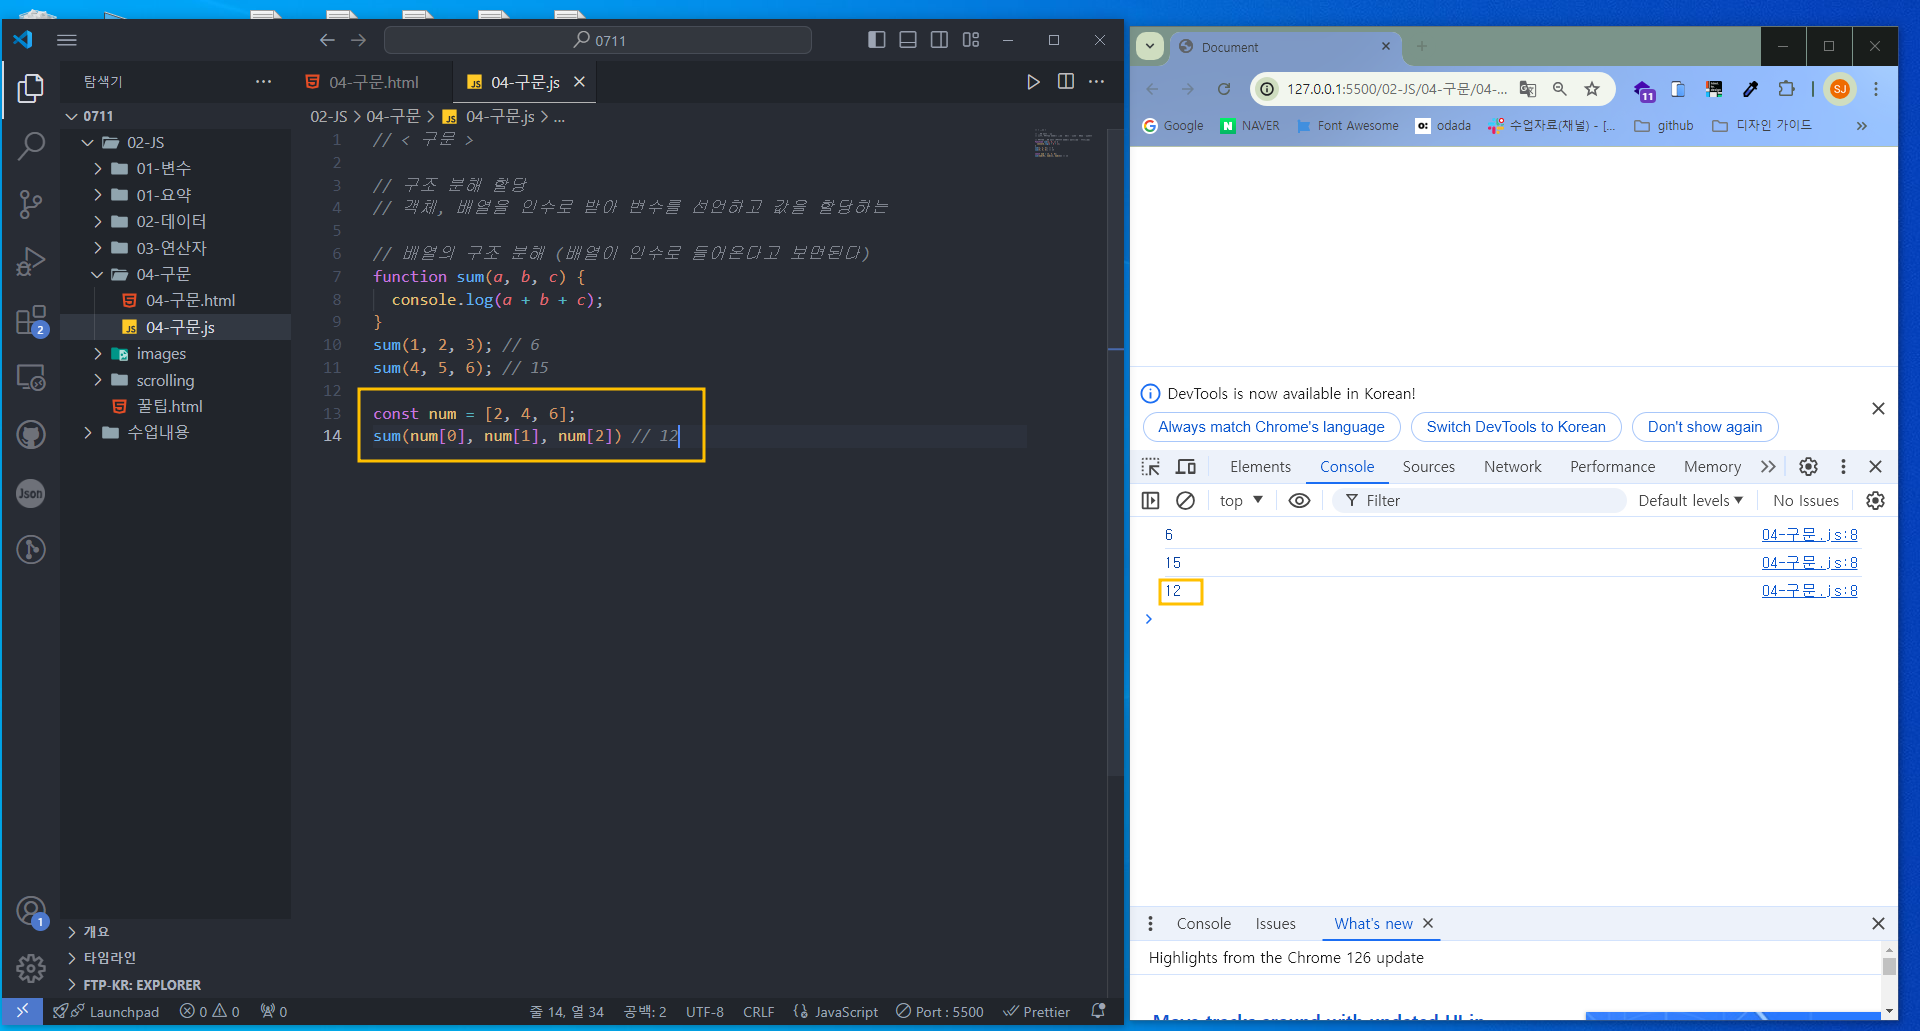 0711
탐색기
04-구문.html
04-구문.js
0711
02-JS
01-변수
01-요약
02-데이터
03-연산자
04-구문
04-구문.html
04-구문.js
images
scrolling
꿀팁.html
수업내용
개요
타임라인
FTP-KR: EXPLORER
02-JS > 04-구문 > JS 04-구문.js > ...
1 // < 구문 >
2
3 // 구조 분해 할당
4 // 객체, 배열을 인수로 받아 변수를 선언하고 값을 할당하는
5
6 // 배열의 구조 분해 (배열이 인수로 들어온다고 보면된다)
7 function sum(a, b, c) {
8 console.log(a + b + c);
9 }
10 sum(1, 2, 3); // 6
11 sum(4, 5, 6); // 15
12
13 const num = [2, 4, 6];
14 sum(num[0], num[1], num[2]) // 12
2
Json
1
Launchpad 0 0 0 줄 14, 열 34 공백: 2 UTF-8 CRLF {} JavaScript Port : 5500 Prettier
Document
127.0.0.1:5500/02-JS/04-구문/04-... 11 SJ
Google NAVER Font Awesome odada 수업자료(채널) - [... github 디자인 가이드 »
DevTools is now available in Korean!
Always match Chrome's language Switch DevTools to Korean Don't show again
Elements Console Sources Network Performance Memory
top Filter Default levels No Issues
6 04-구문.js:8
15 04-구문.js:8
12 04-구문.js:8
Console Issues What's new
Highlights from the Chrome 126 update